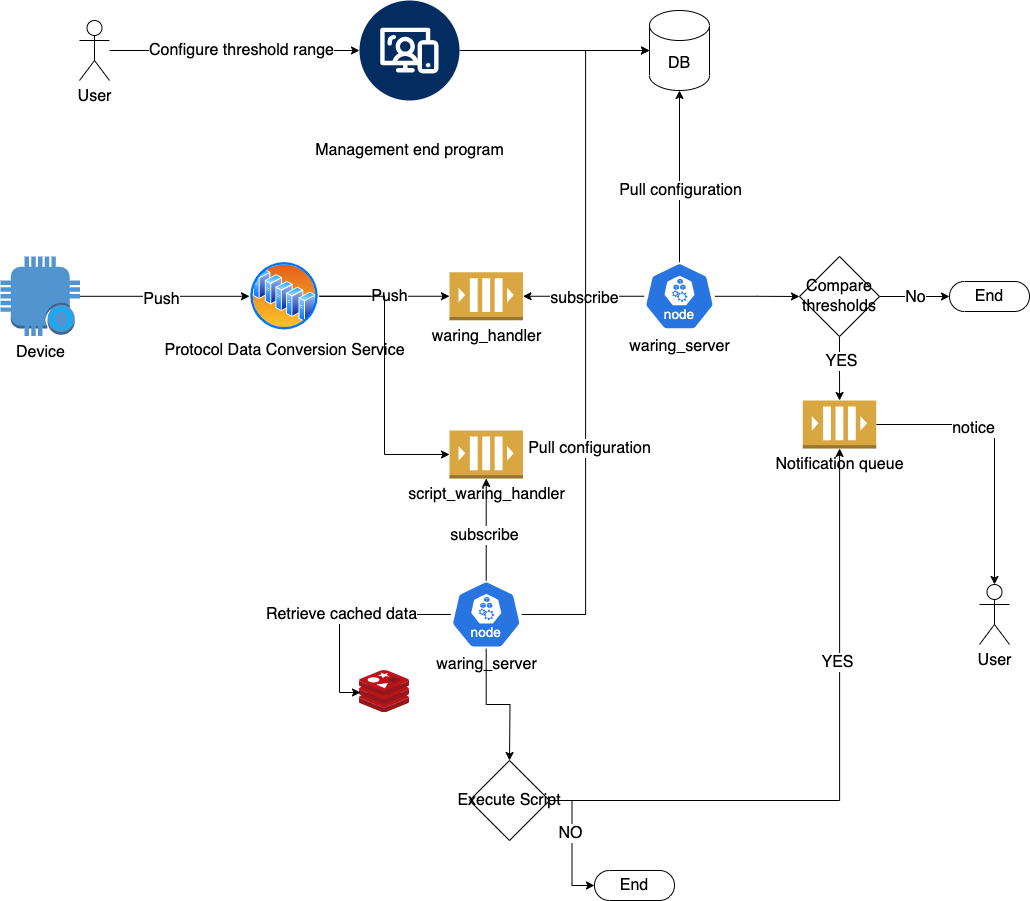 Configure threshold range
DB
User
Management end program
Pull configuration
Push
Push
subscribe
node
Compare
thresholds
No
End
Device
Protocol Data Conversion Service
waring_handler
waring_server
YES
Pull configuration
notice
Notification queue
script_waring_handler
subscribe
Retrieve cached data
node
waring_server
YES
User
Execute Script
NO
End